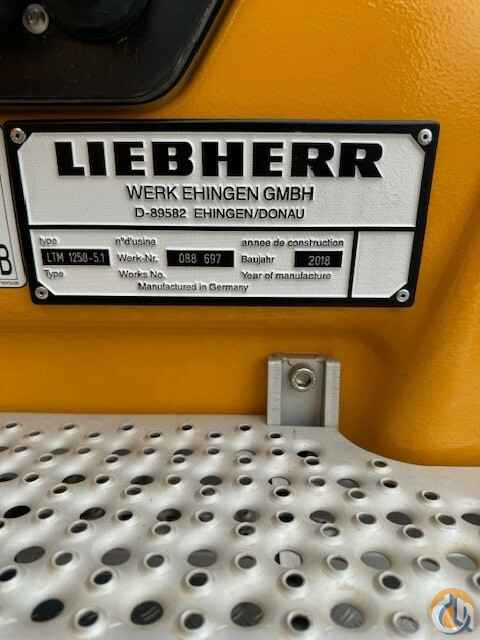 LIEBHERR
WERK EHINGEN GMBH
D-89582 EHINGEN/DONAU
type n°d'usine année de construction
LTM 1250-5.1 Werk-Nr. 088 697 Baujahr 2018
Type Works No. Year of manufacture
Manufactured in Germany
B